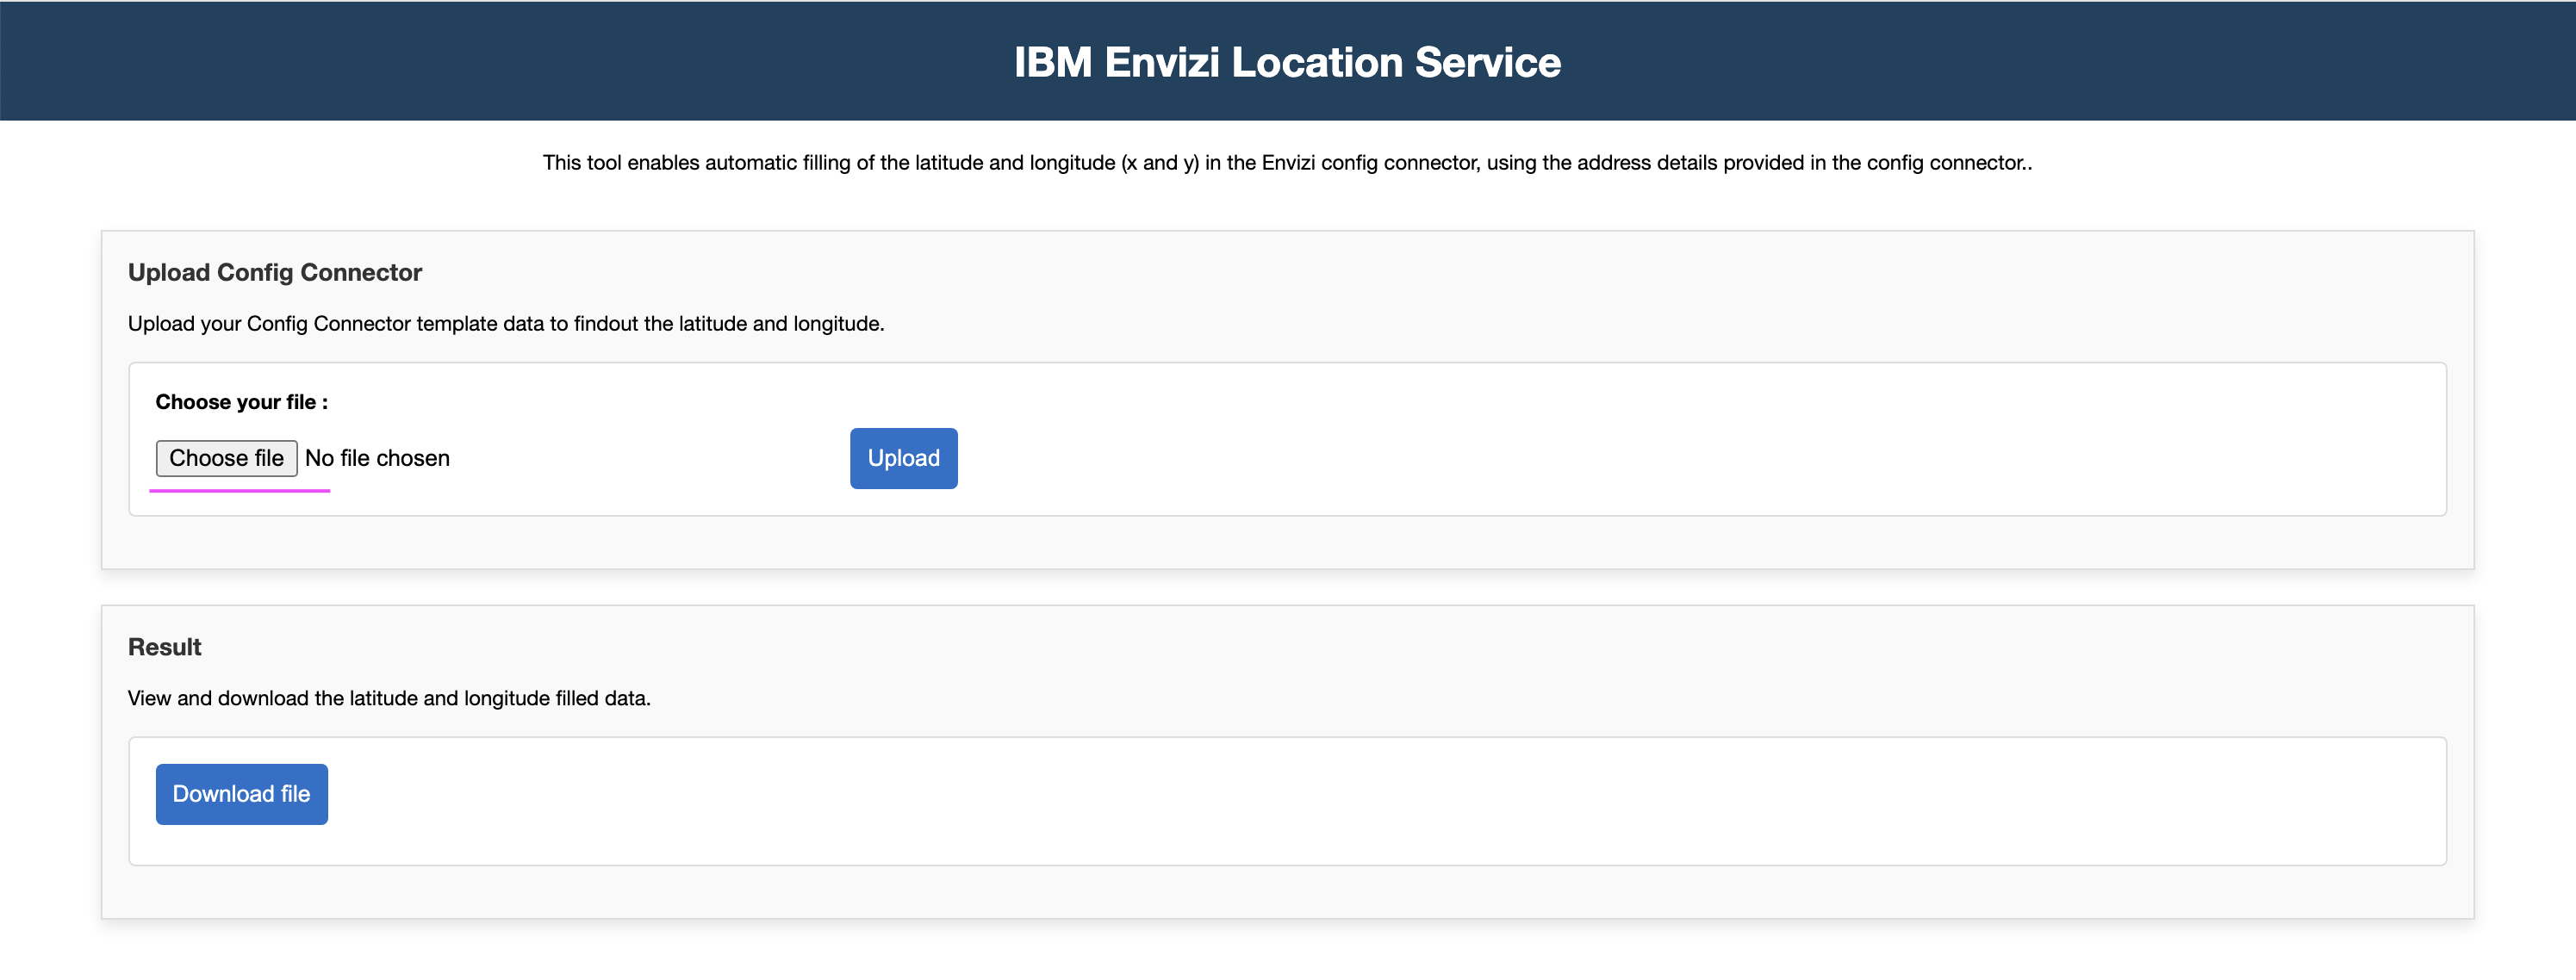 IBM Envizi Location Service
This tool enables automatic filling of the latitude and longitude (x and y) in the Envizi config connector, using the address details provided in the config connector..
Upload Config Connector
Upload your Config Connector template data to findout the latitude and longitude.
Choose your file :
Choose file No file chosen
Upload
Result
View and download the latitude and longitude filled data.
Download file